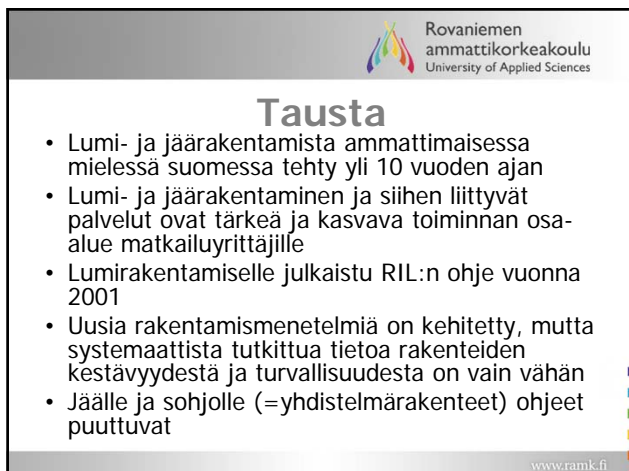 Rovaniemen
ammattikorkeakoulu
University of Applied Sciences
Tausta
• Lumi- ja jäärakentamista ammattimaisessa
mielessä suomessa tehty yli 10 vuoden ajan
• Lumi- ja jäärakentaminen ja siihen liittyvät
palvelut ovat tärkeä ja kasvava toiminnan osa-
alue matkailuyrittäjille
• Lumirakentamiselle julkaistu RIL:n ohje vuonna
2001
• Uusia rakentamismenetelmiä on kehitetty, mutta
systemaattista tutkittua tietoa rakenteiden
kestävyydestä ja turvallisuudesta on vain vähän
• Jäälle ja sohjolle (=yhdistelmärakenteet) ohjeet
puuttuvat
www.ramk.fi